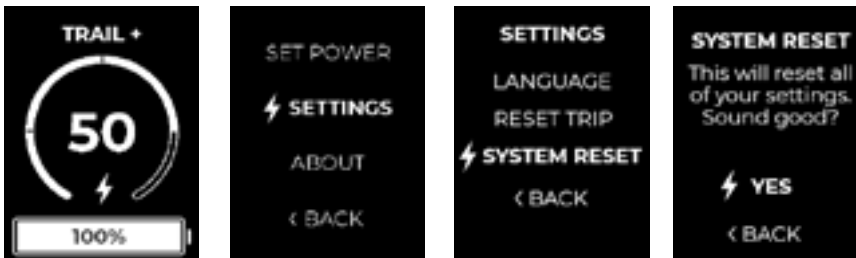 TRAIL +
50
100%
SET POWER
SETTINGS
ABOUT
< BACK
SETTINGS
LANGUAGE
RESET TRIP
SYSTEM RESET
< BACK
SYSTEM RESET
This will reset all
of your settings.
Sound good?
YES
< BACK